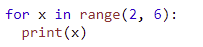 for x in range(2, 6):
  print(x)